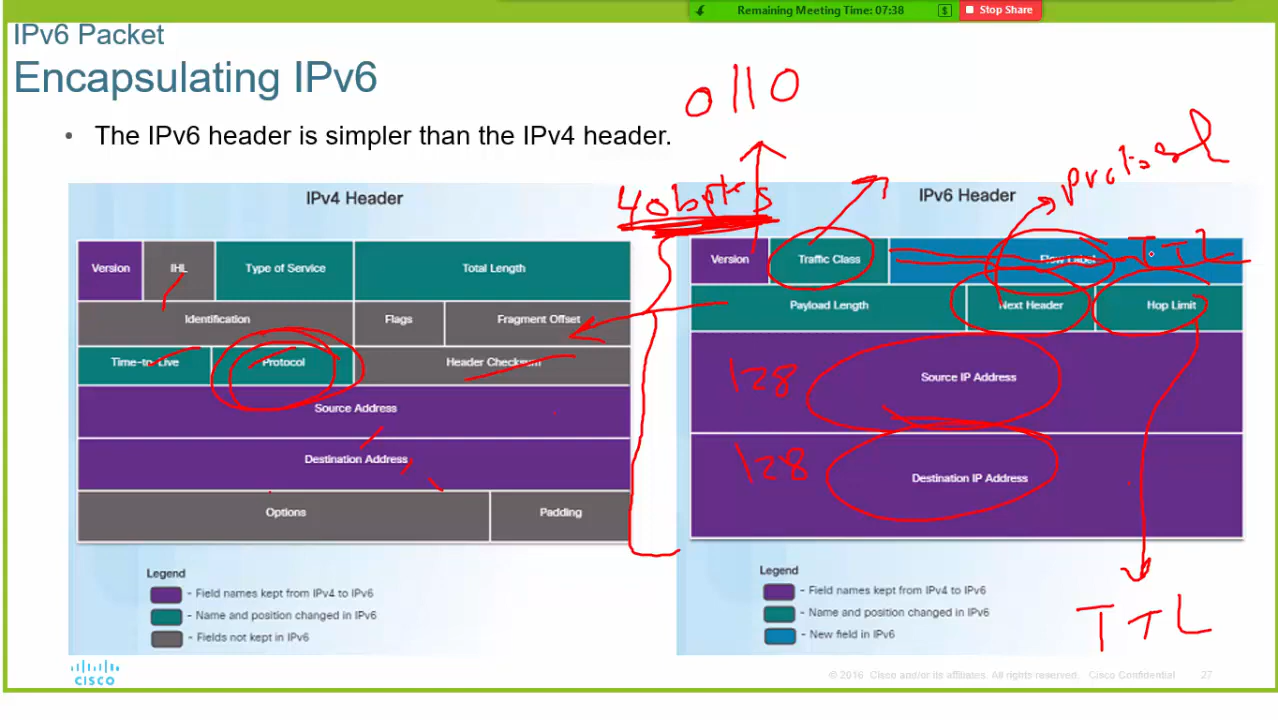 Remaining Meeting Time: 07:38 $ Stop Share
IPv6 Packet
Encapsulating IPv6
• The IPv6 header is simpler than the IPv4 header.
0110
Protosol
40bytes
IPv4 Header
Version IHL Type of Service Total Length
Identification Flags Fragment Offset
Time-to-Live Protocol Header Checksum
Source Address
Destination Address
Options Padding
Legend
- Field names kept from IPv4 to IPv6
- Name and position changed in IPv6
- Fields not kept in IPv6
IPv6 Header
Version Traffic Class Flow Label TTL
Payload Length Next Header Hop Limit
128 Source IP Address
128 Destination IP Address
Legend
- Field names kept from IPv4 to IPv6
- Name and position changed in IPv6
- New field in IPv6
TTL
CISCO
© 2016 Cisco and/or its affiliates. All rights reserved. Cisco Confidential 27